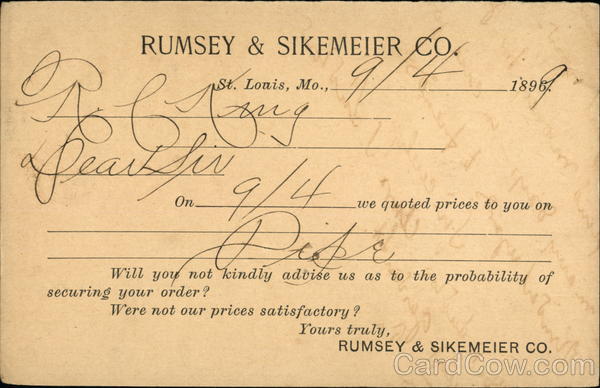 RUMSEY & SIKEMEIER CO.
St. Louis, Mo., 9/4 1899
R. C. King
Dear Sir
On 9/4 we quoted prices to you on
Pipe
Will you not kindly advise us as to the probability of
securing your order?
Were not our prices satisfactory?
Yours truly,
RUMSEY & SIKEMEIER CO.
CardCow.com